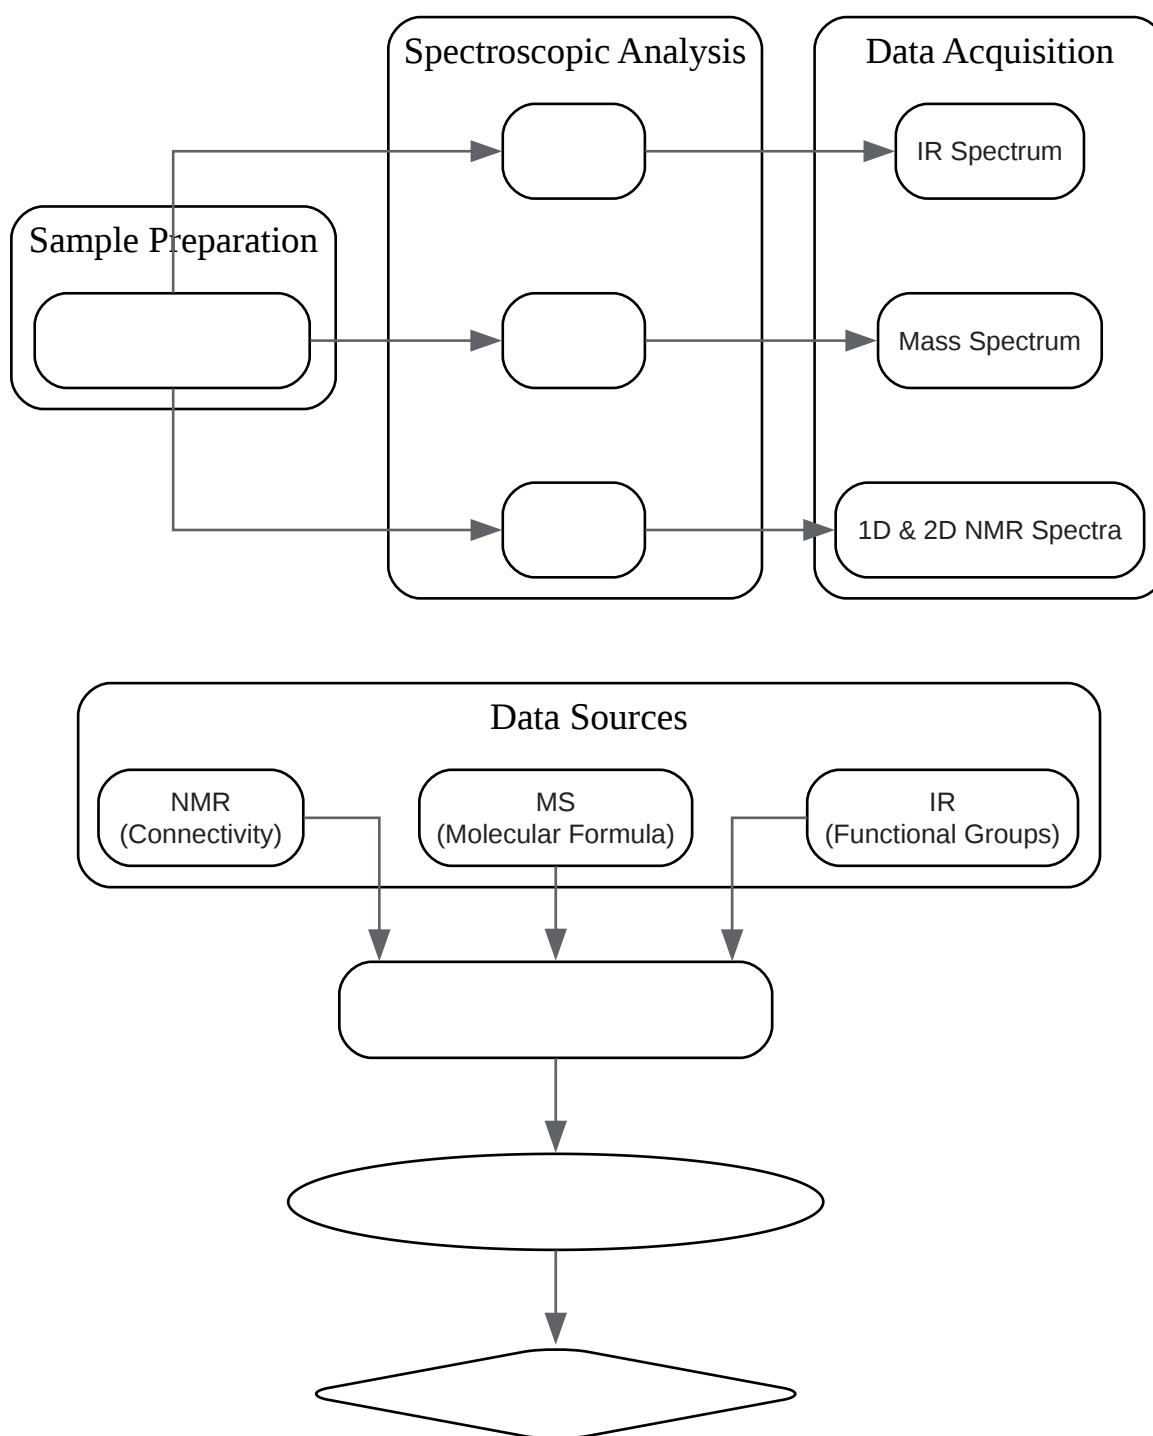 Spectroscopic Analysis
Data Acquisition
IR Spectrum
Sample Preparation
Mass Spectrum
1D & 2D NMR Spectra
Data Sources
NMR
(Connectivity)
MS
(Molecular Formula)
IR
(Functional Groups)